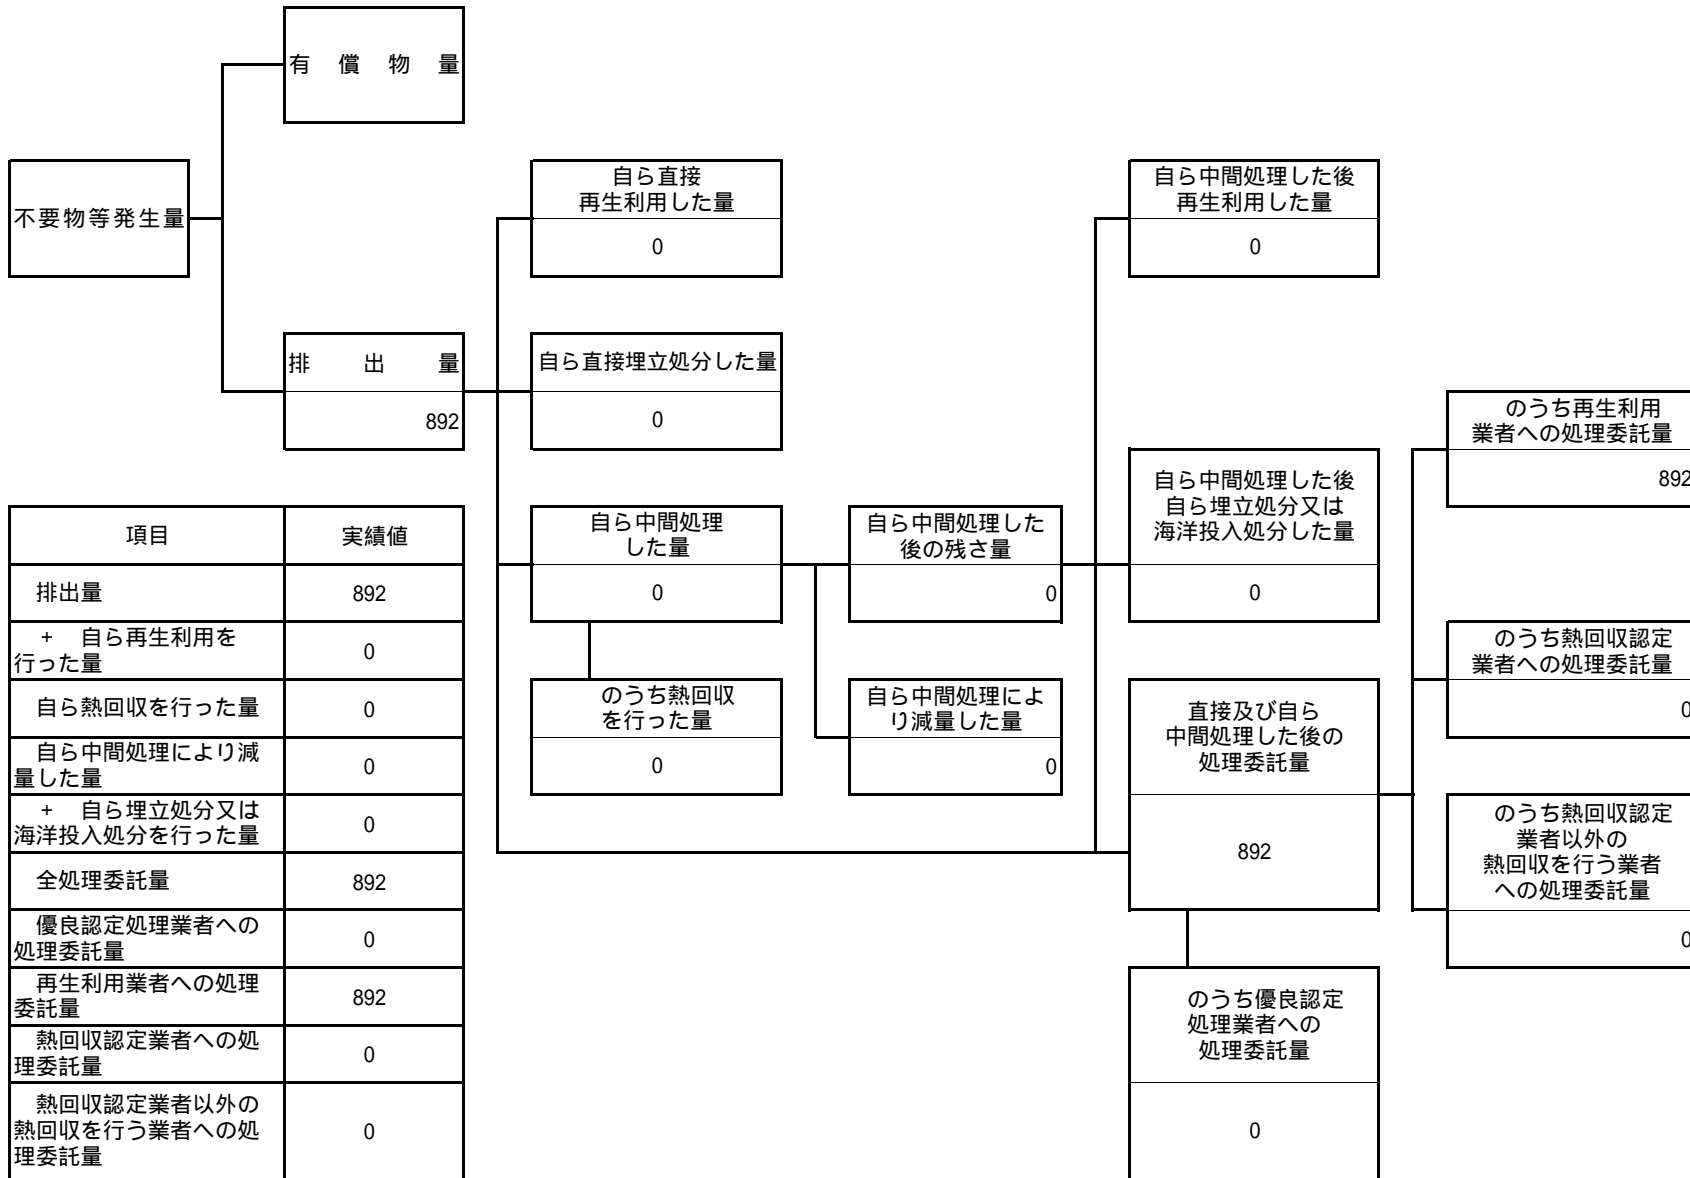 有償物量
不要物等発生量
自ら直接
再生利用した量
0
自ら中間処理した後
再生利用した量
0
排出量
892
自ら直接埋立処分した量
0
のうち再生利用
業者への処理委託量
892
自ら中間処理した後
自ら埋立処分又は
海洋投入処分した量
0
自ら中間処理
した量
0
自ら中間処理した
後の残さ量
0
のうち熱回収認定
業者への処理委託量
0
のうち熱回収
を行った量
0
自ら中間処理によ
り減量した量
0
直接及び自ら
中間処理した後の
処理委託量
892
のうち熱回収認定
業者以外の
熱回収を行う業者
への処理委託量
0
のうち優良認定
処理業者への
処理委託量
0
項目 実績値
排出量 892
+ 自ら再生利用を
行った量 0
自ら熱回収を行った量 0
自ら中間処理により減
量した量 0
+ 自ら埋立処分又は
海洋投入処分を行った量 0
全処理委託量 892
優良認定処理業者への
処理委託量 0
再生利用業者への処理
委託量 892
熱回収認定業者への処
理委託量 0
熱回収認定業者以外の
熱回収を行う業者への処
理委託量 0